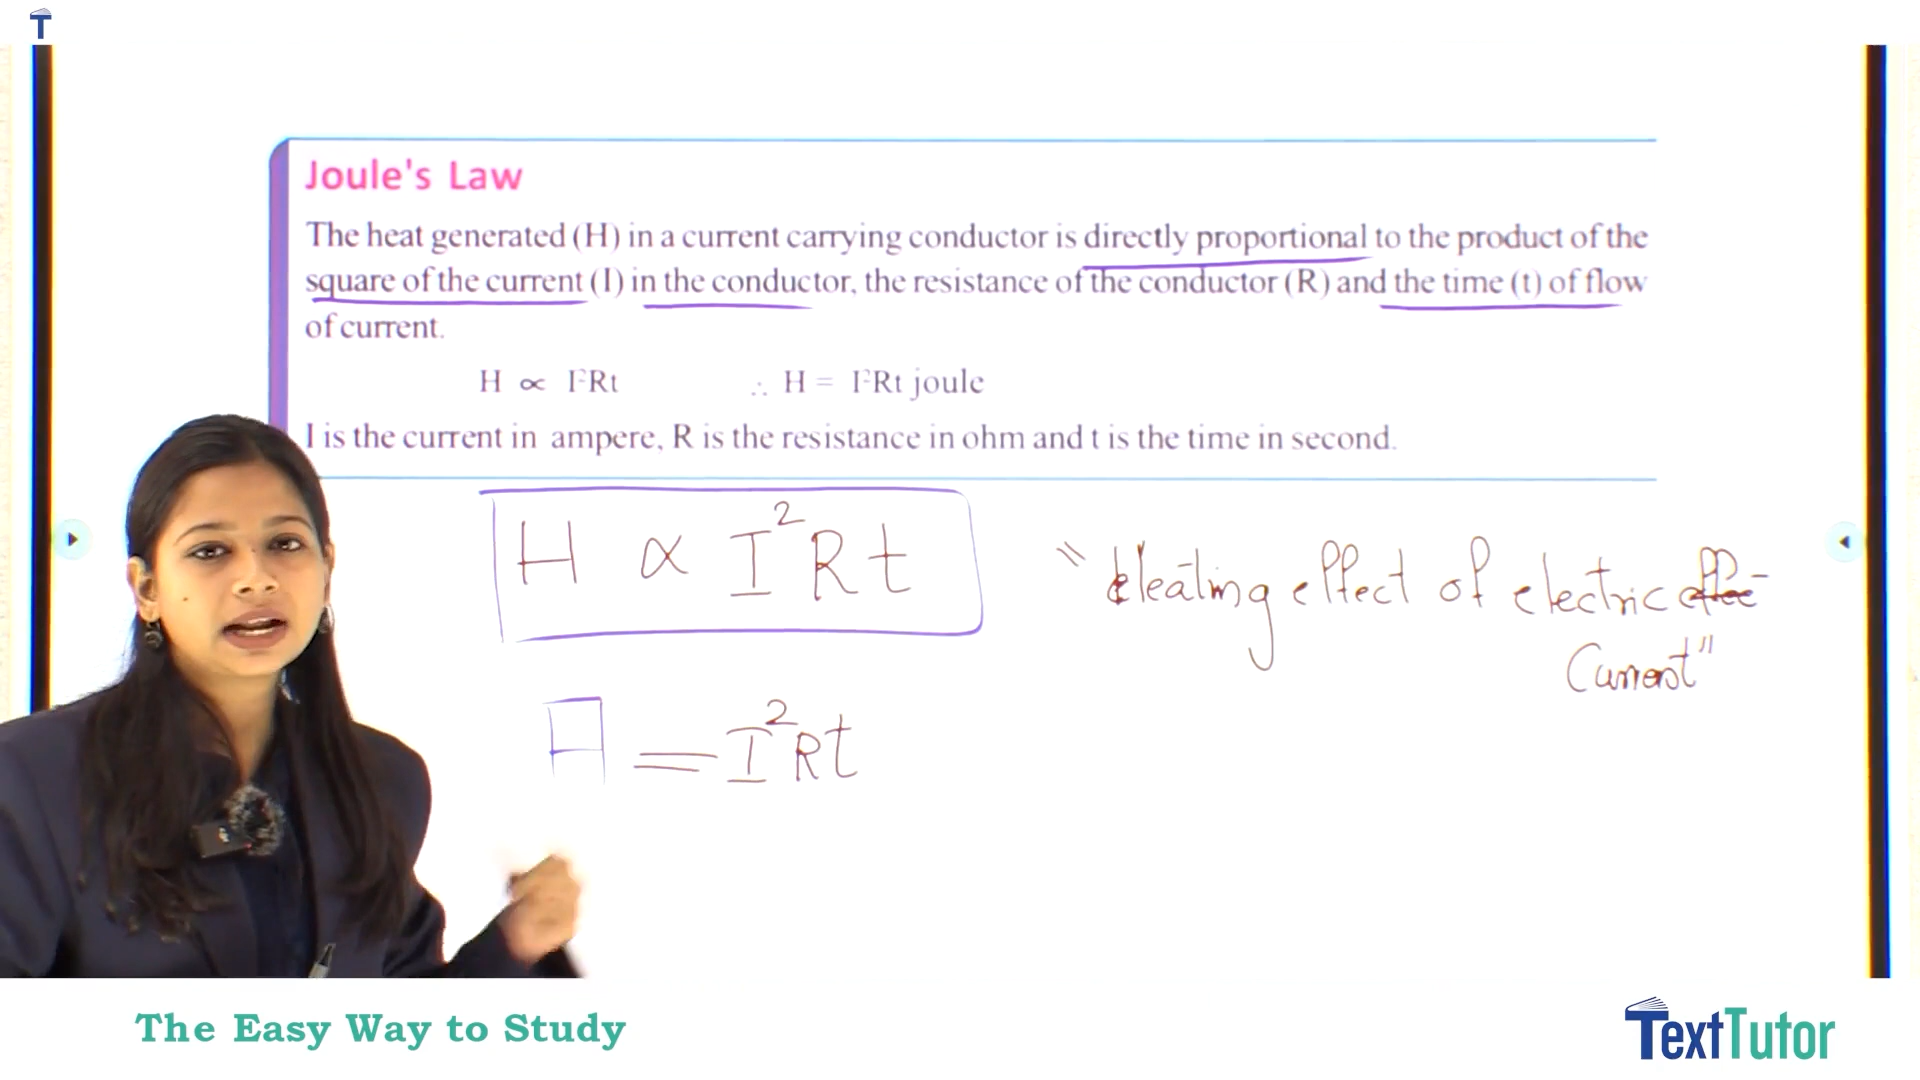 T
Joule's Law
The heat generated (H) in a current carrying conductor is directly proportional to the product of the
square of the current (I) in the conductor, the resistance of the conductor (R) and the time (t) of flow
of current.
H ∝ I²Rt ∴ H = I²Rt joule
I is the current in ampere, R is the resistance in ohm and t is the time in second.
H ∝ I²Rt
"Heating effect of electric
Current"
H = I²Rt
The Easy Way to Study
TextTutor